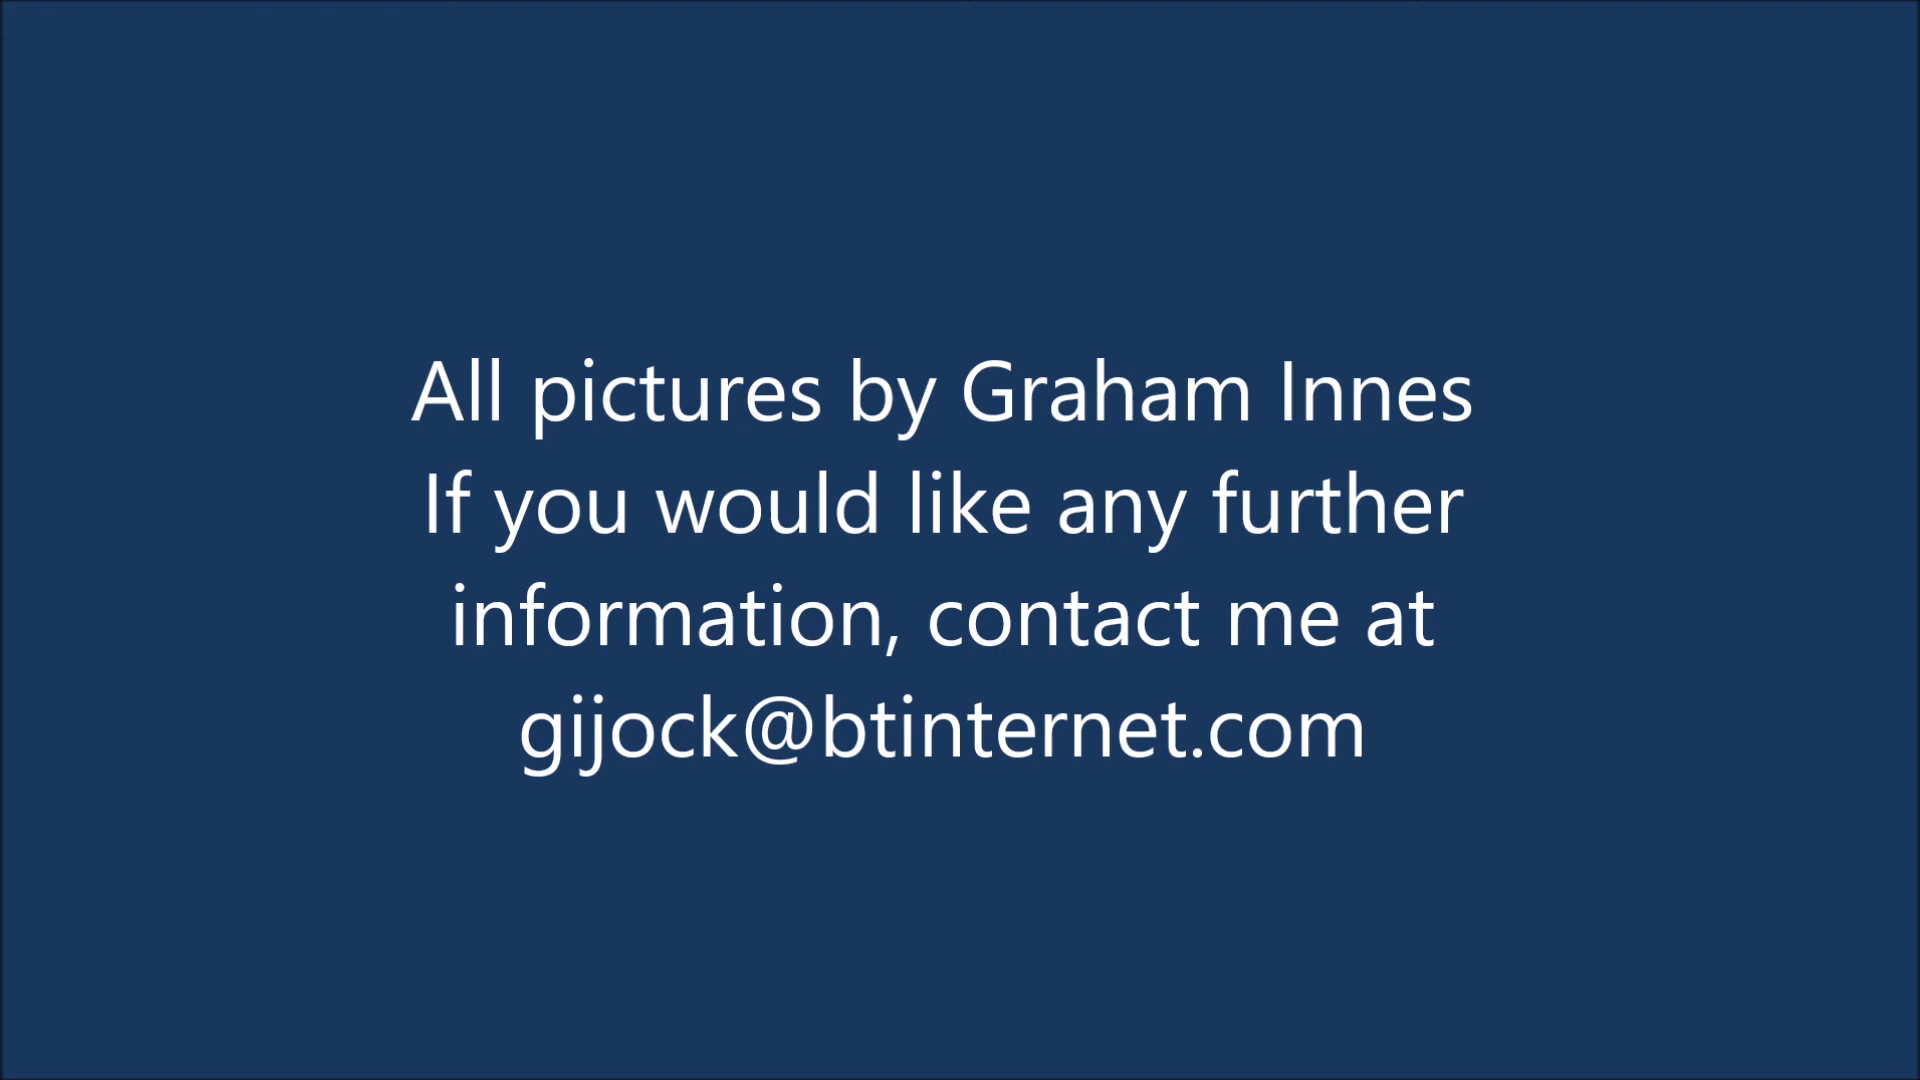 All pictures by Graham Innes
If you would like any further
information, contact me at
gijock@btinternet.com